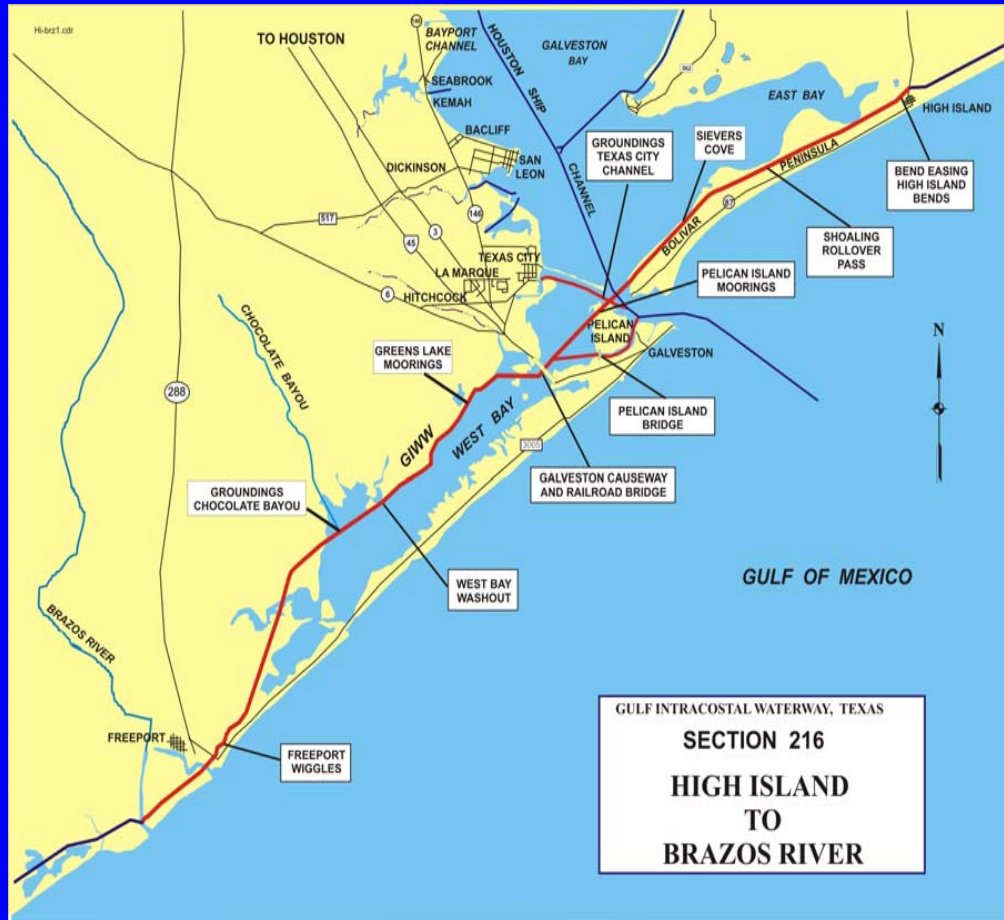 Hi-brz1.cdr
TO HOUSTON
146
BAYPORT
CHANNEL
HOUSTON SHIP
CHANNEL
GALVESTON
BAY
SEABROOK
KEMAH
EAST BAY
HIGH ISLAND
BACLIFF
SAN
LEON
DICKINSON
GROUNDINGS
TEXAS CITY
CHANNEL
SIEVERS
COVE
PENINSULA
BOLIVAR
87
BEND EASING
HIGH ISLAND
BENDS
517
146
3
45
TEXAS CITY
LA MARQUE
HITCHCOCK
6
SHOALING
ROLLOVER
PASS
PELICAN ISLAND
MOORINGS
PELICAN
ISLAND
GALVESTON
N
CHOCOLATE BAYOU
GREENS LAKE
MOORINGS
288
GIWW
WEST BAY
3005
PELICAN ISLAND
BRIDGE
GALVESTON CAUSEWAY
AND RAILROAD BRIDGE
GROUNDINGS
CHOCOLATE BAYOU
WEST BAY
WASHOUT
GULF OF MEXICO
BRAZOS RIVER
FREEPORT
FREEPORT
WIGGLES
GULF INTRACOSTAL WATERWAY, TEXAS
SECTION 216
HIGH ISLAND
TO
BRAZOS RIVER